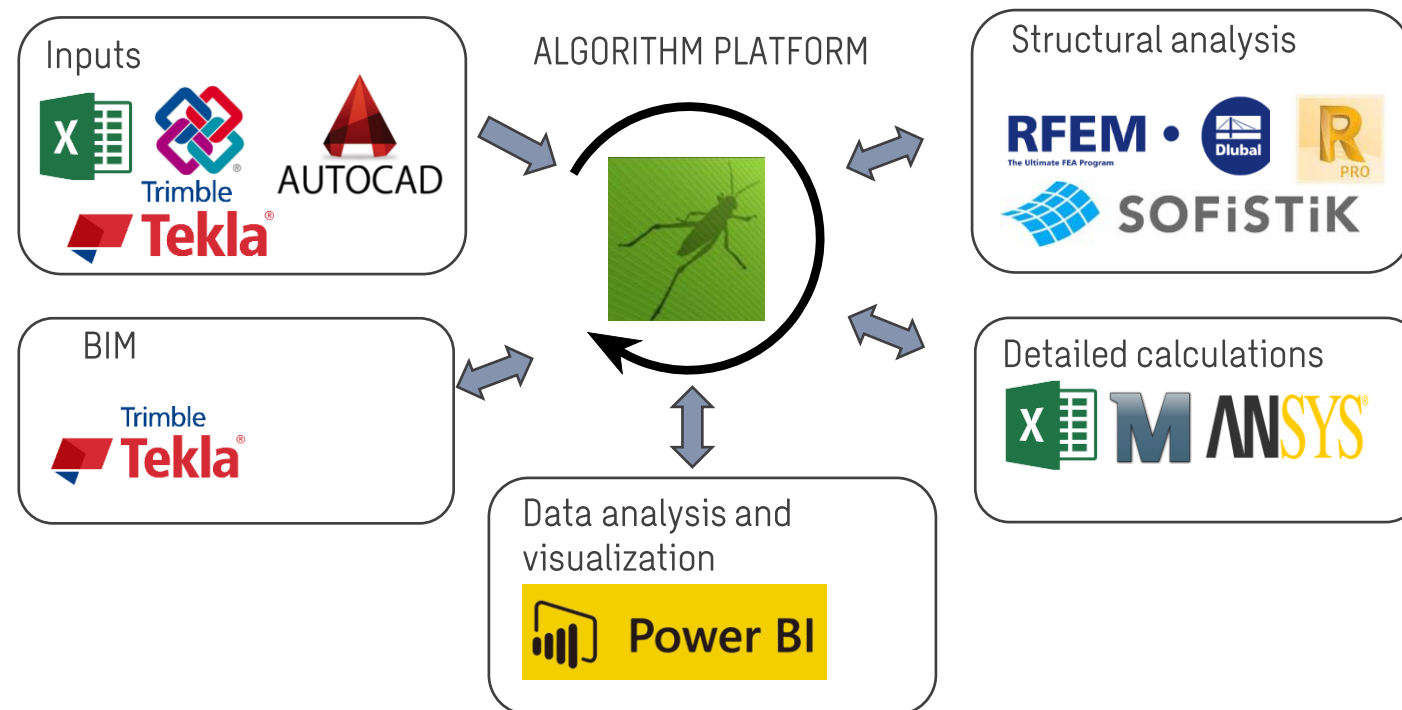 Inputs
X
®
Trimble
Tekla®
AUTOCAD
ALGORITHM PLATFORM
Structural analysis
RFEM •
The Ultimate FEA Program
Dlubal
R
PRO
SOFiSTiK
BIM
Trimble
Tekla®
Detailed calculations
X
M
ANSYS®
Data analysis and
visualization
Power BI